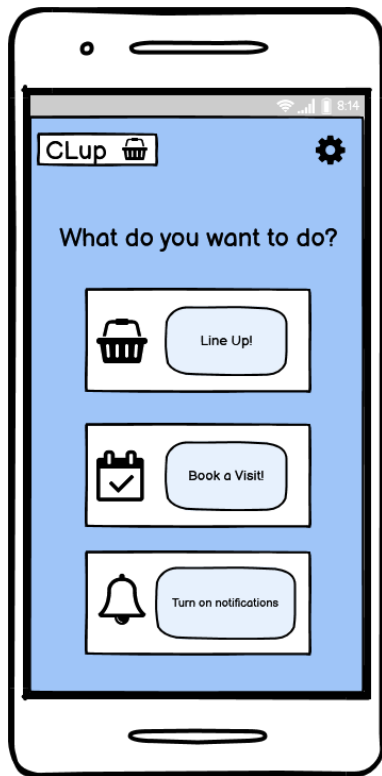 8:14
CLup
What do you want to do?
Line Up!
Book a Visit!
Turn on notifications